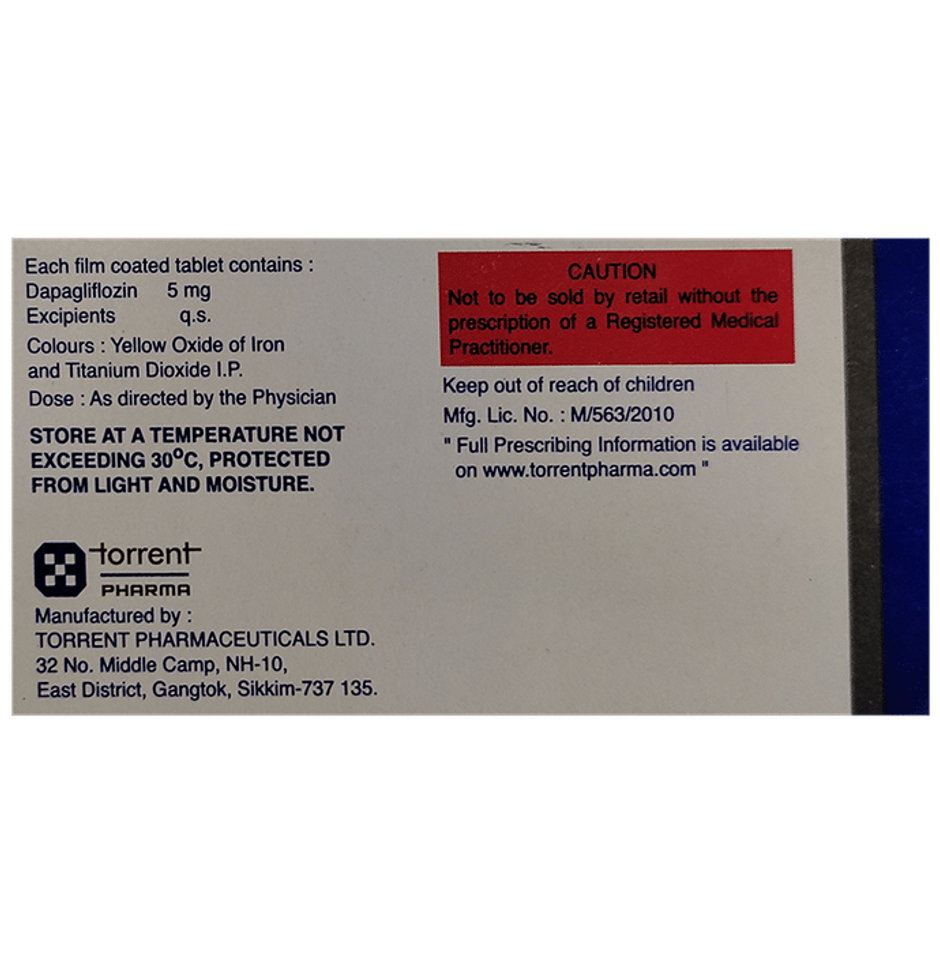 Each film coated tablet contains :
Dapagliflozin 5 mg
Excipients q.s.
Colours : Yellow Oxide of Iron
and Titanium Dioxide I.P.
Dose : As directed by the Physician
STORE AT A TEMPERATURE NOT
EXCEEDING 30⁰C, PROTECTED
FROM LIGHT AND MOISTURE.
torrent
PHARMA
Manufactured by :
TORRENT PHARMACEUTICALS LTD.
32 No. Middle Camp, NH-10,
East District, Gangtok, Sikkim-737 135.
CAUTION
Not to be sold by retail without the
prescription of a Registered Medical
Practitioner.
Keep out of reach of children
Mfg. Lic. No. : M/563/2010
" Full Prescribing Information is available
on www.torrentpharma.com "